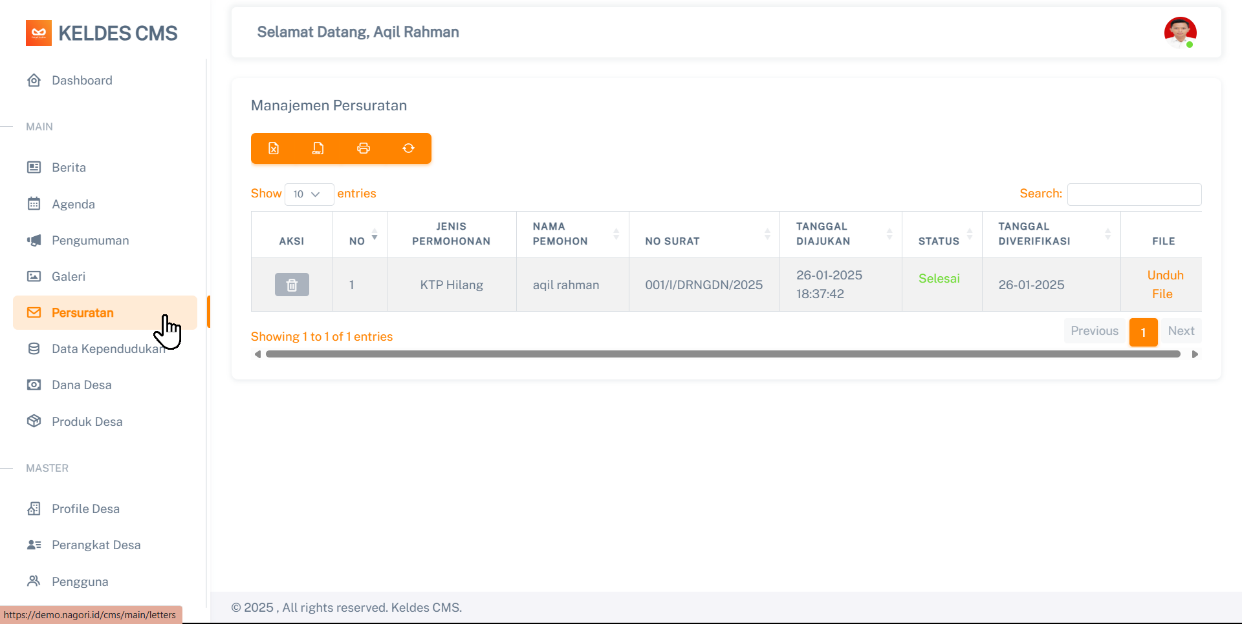 KELDES CMS
Dashboard
MAIN
Berita
Agenda
Pengumuman
Galeri
Persuratan
Data Kependudukan
Dana Desa
Produk Desa
MASTER
Profile Desa
Perangkat Desa
Pengguna
https://demo.nagori.id/cms/main/letters
Selamat Datang, Aqil Rahman
Manajemen Persuratan
Show 10 entries
Search:
AKSI NO JENIS PERMOHONAN NAMA PEMOHON NO SURAT TANGGAL DIAJUKAN STATUS TANGGAL DIVERIFIKASI FILE
1 KTP Hilang aqil rahman 001/I/DRNGDN/2025 26-01-2025 18:37:42 Selesai 26-01-2025 Unduh File
Showing 1 to 1 of 1 entries
Previous 1 Next
© 2025 , All rights reserved. Keldes CMS.